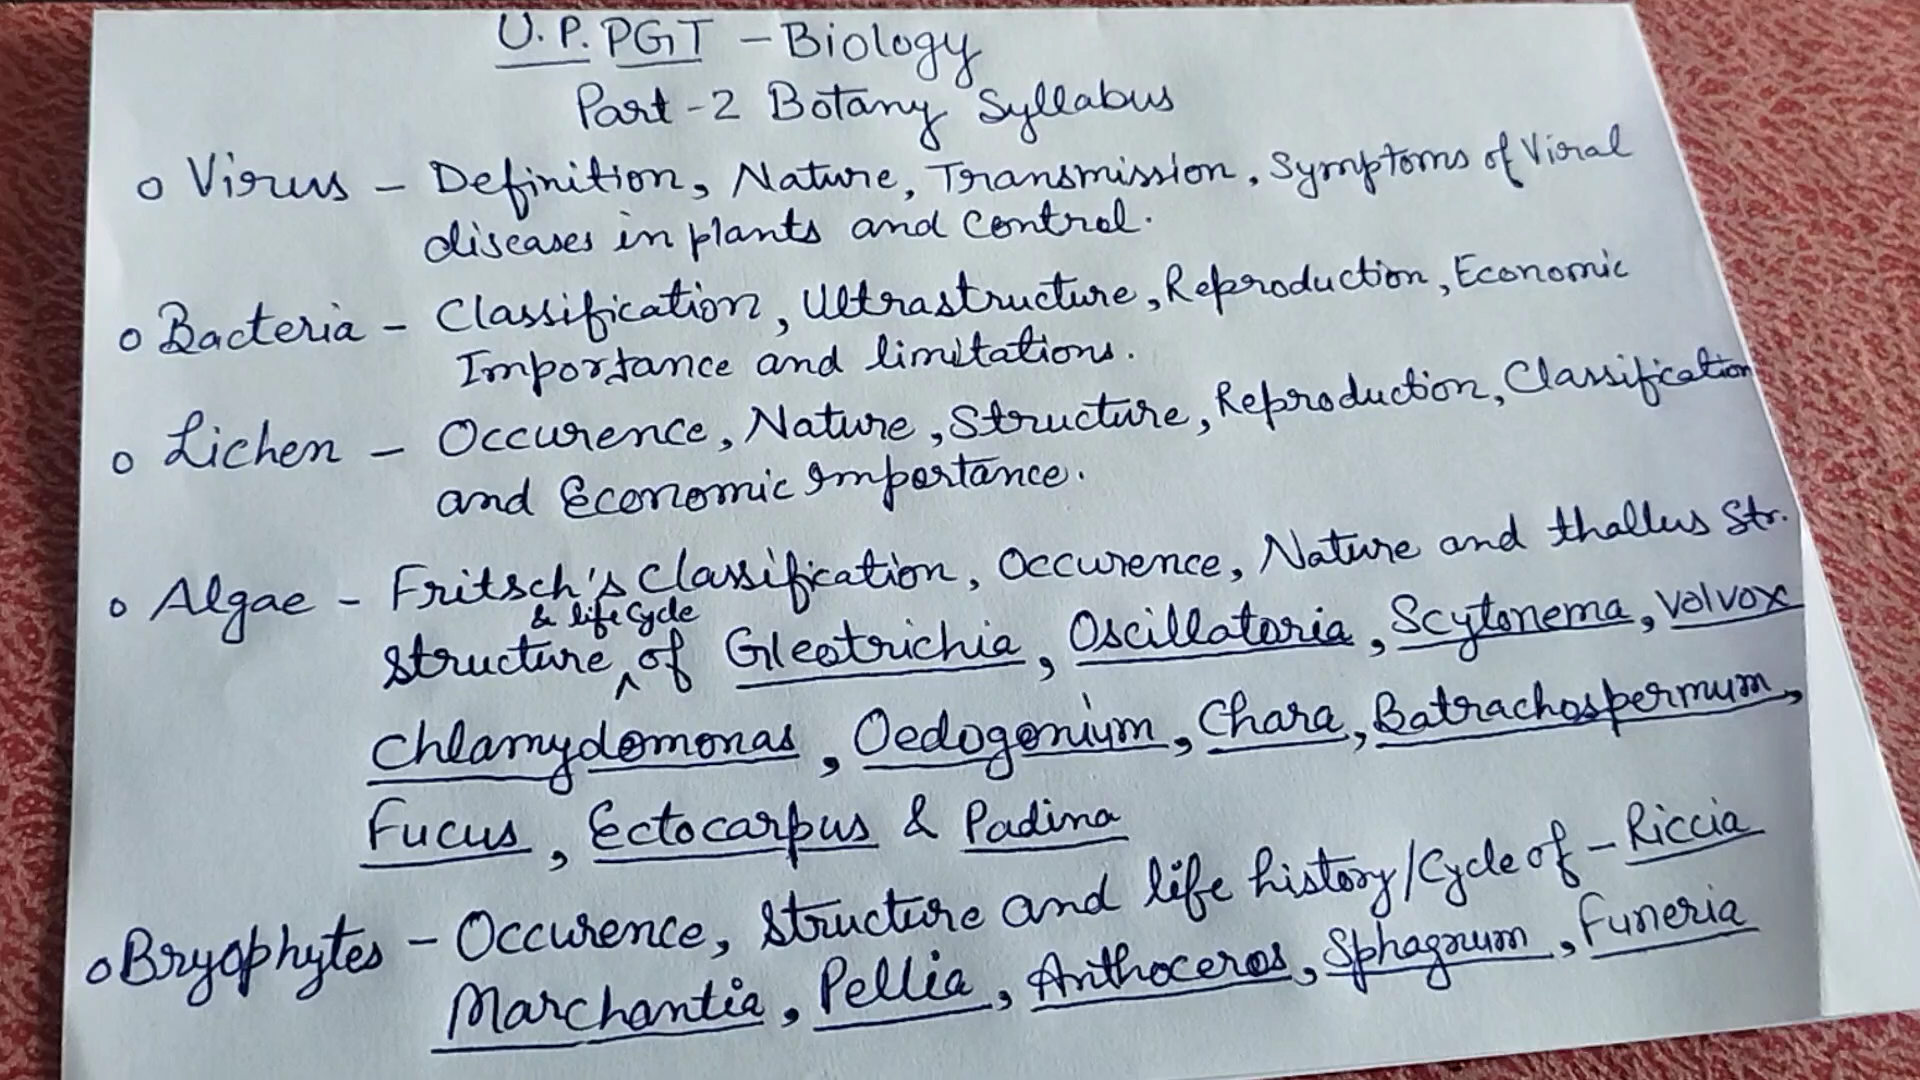 U.P. PGT - Biology
Part-2 Botany Syllabus
o Virus - Definition, Nature, Transmission, Symptoms of Viral
diseases in plants and control.
o Bacteria - Classification, Ultrastructure, Reproduction, Economic
Importance and limitations.
o Lichen - Occurence, Nature, Structure, Reproduction, Classification
and Economic Importance.
o Algae - Fritsch's Classification, Occurence, Nature and thallus Str.
& life Cycle
structure ^ of Gleotrichia, Oscillatoria, Scytonema, Volvox
Chlamydomonas, Oedogonium, Chara, Batrachospermum,
Fucus, Ectocarpus & Padina
o Bryophytes - Occurence, Structure and life history/Cycle of - Riccia
Marchantia, Pellia, Anthoceros, Sphagnum, Funeria